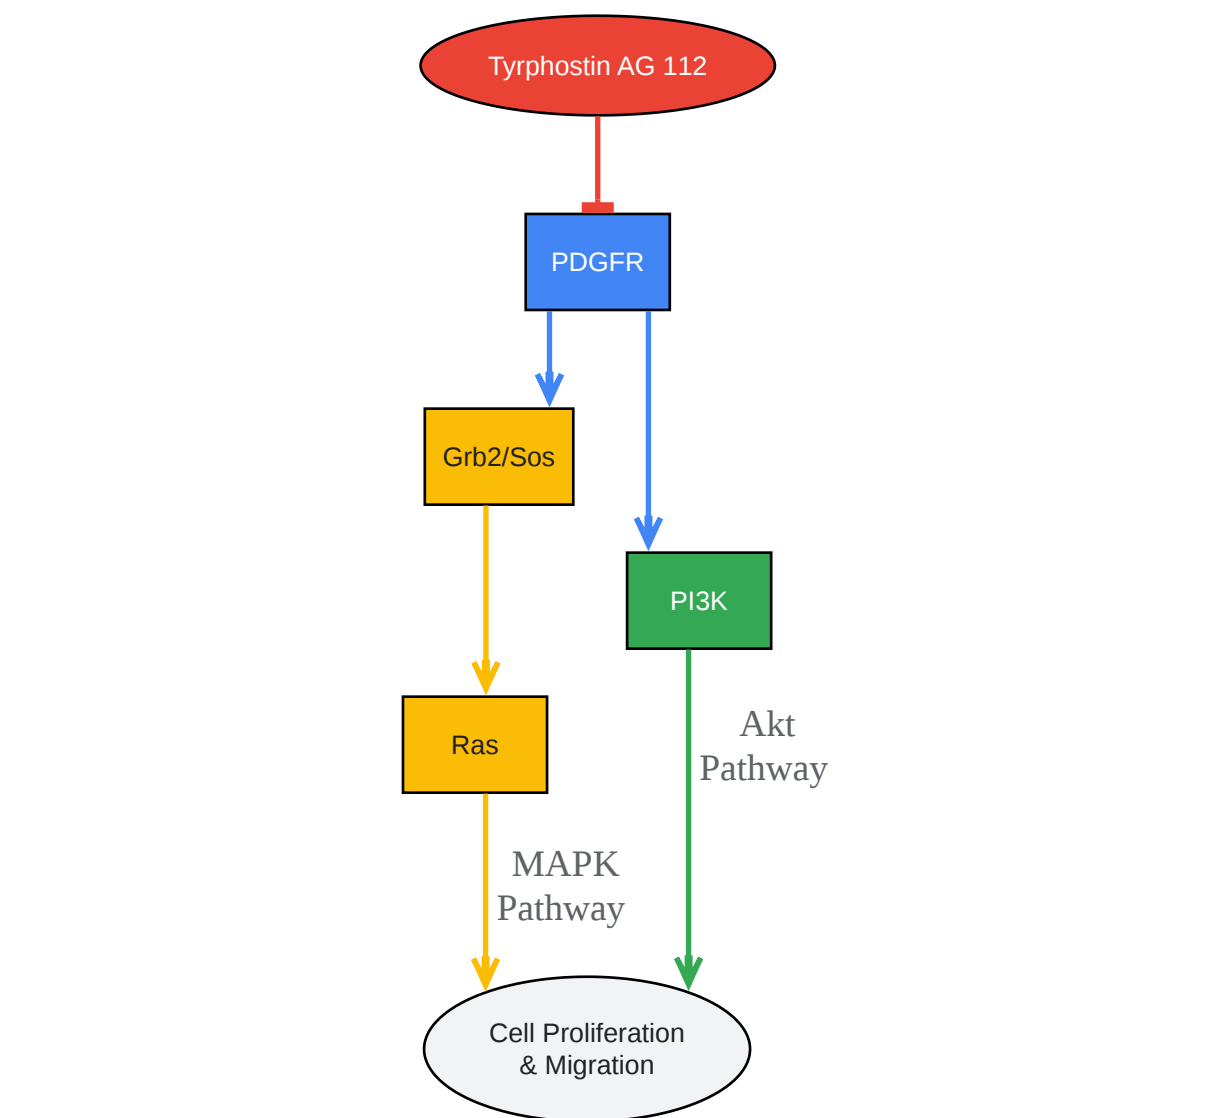 Tyrphostin AG 112
PDGFR
Grb2/Sos
PI3K
Akt
Pathway
Ras
MAPK
Pathway
Cell Proliferation
& Migration